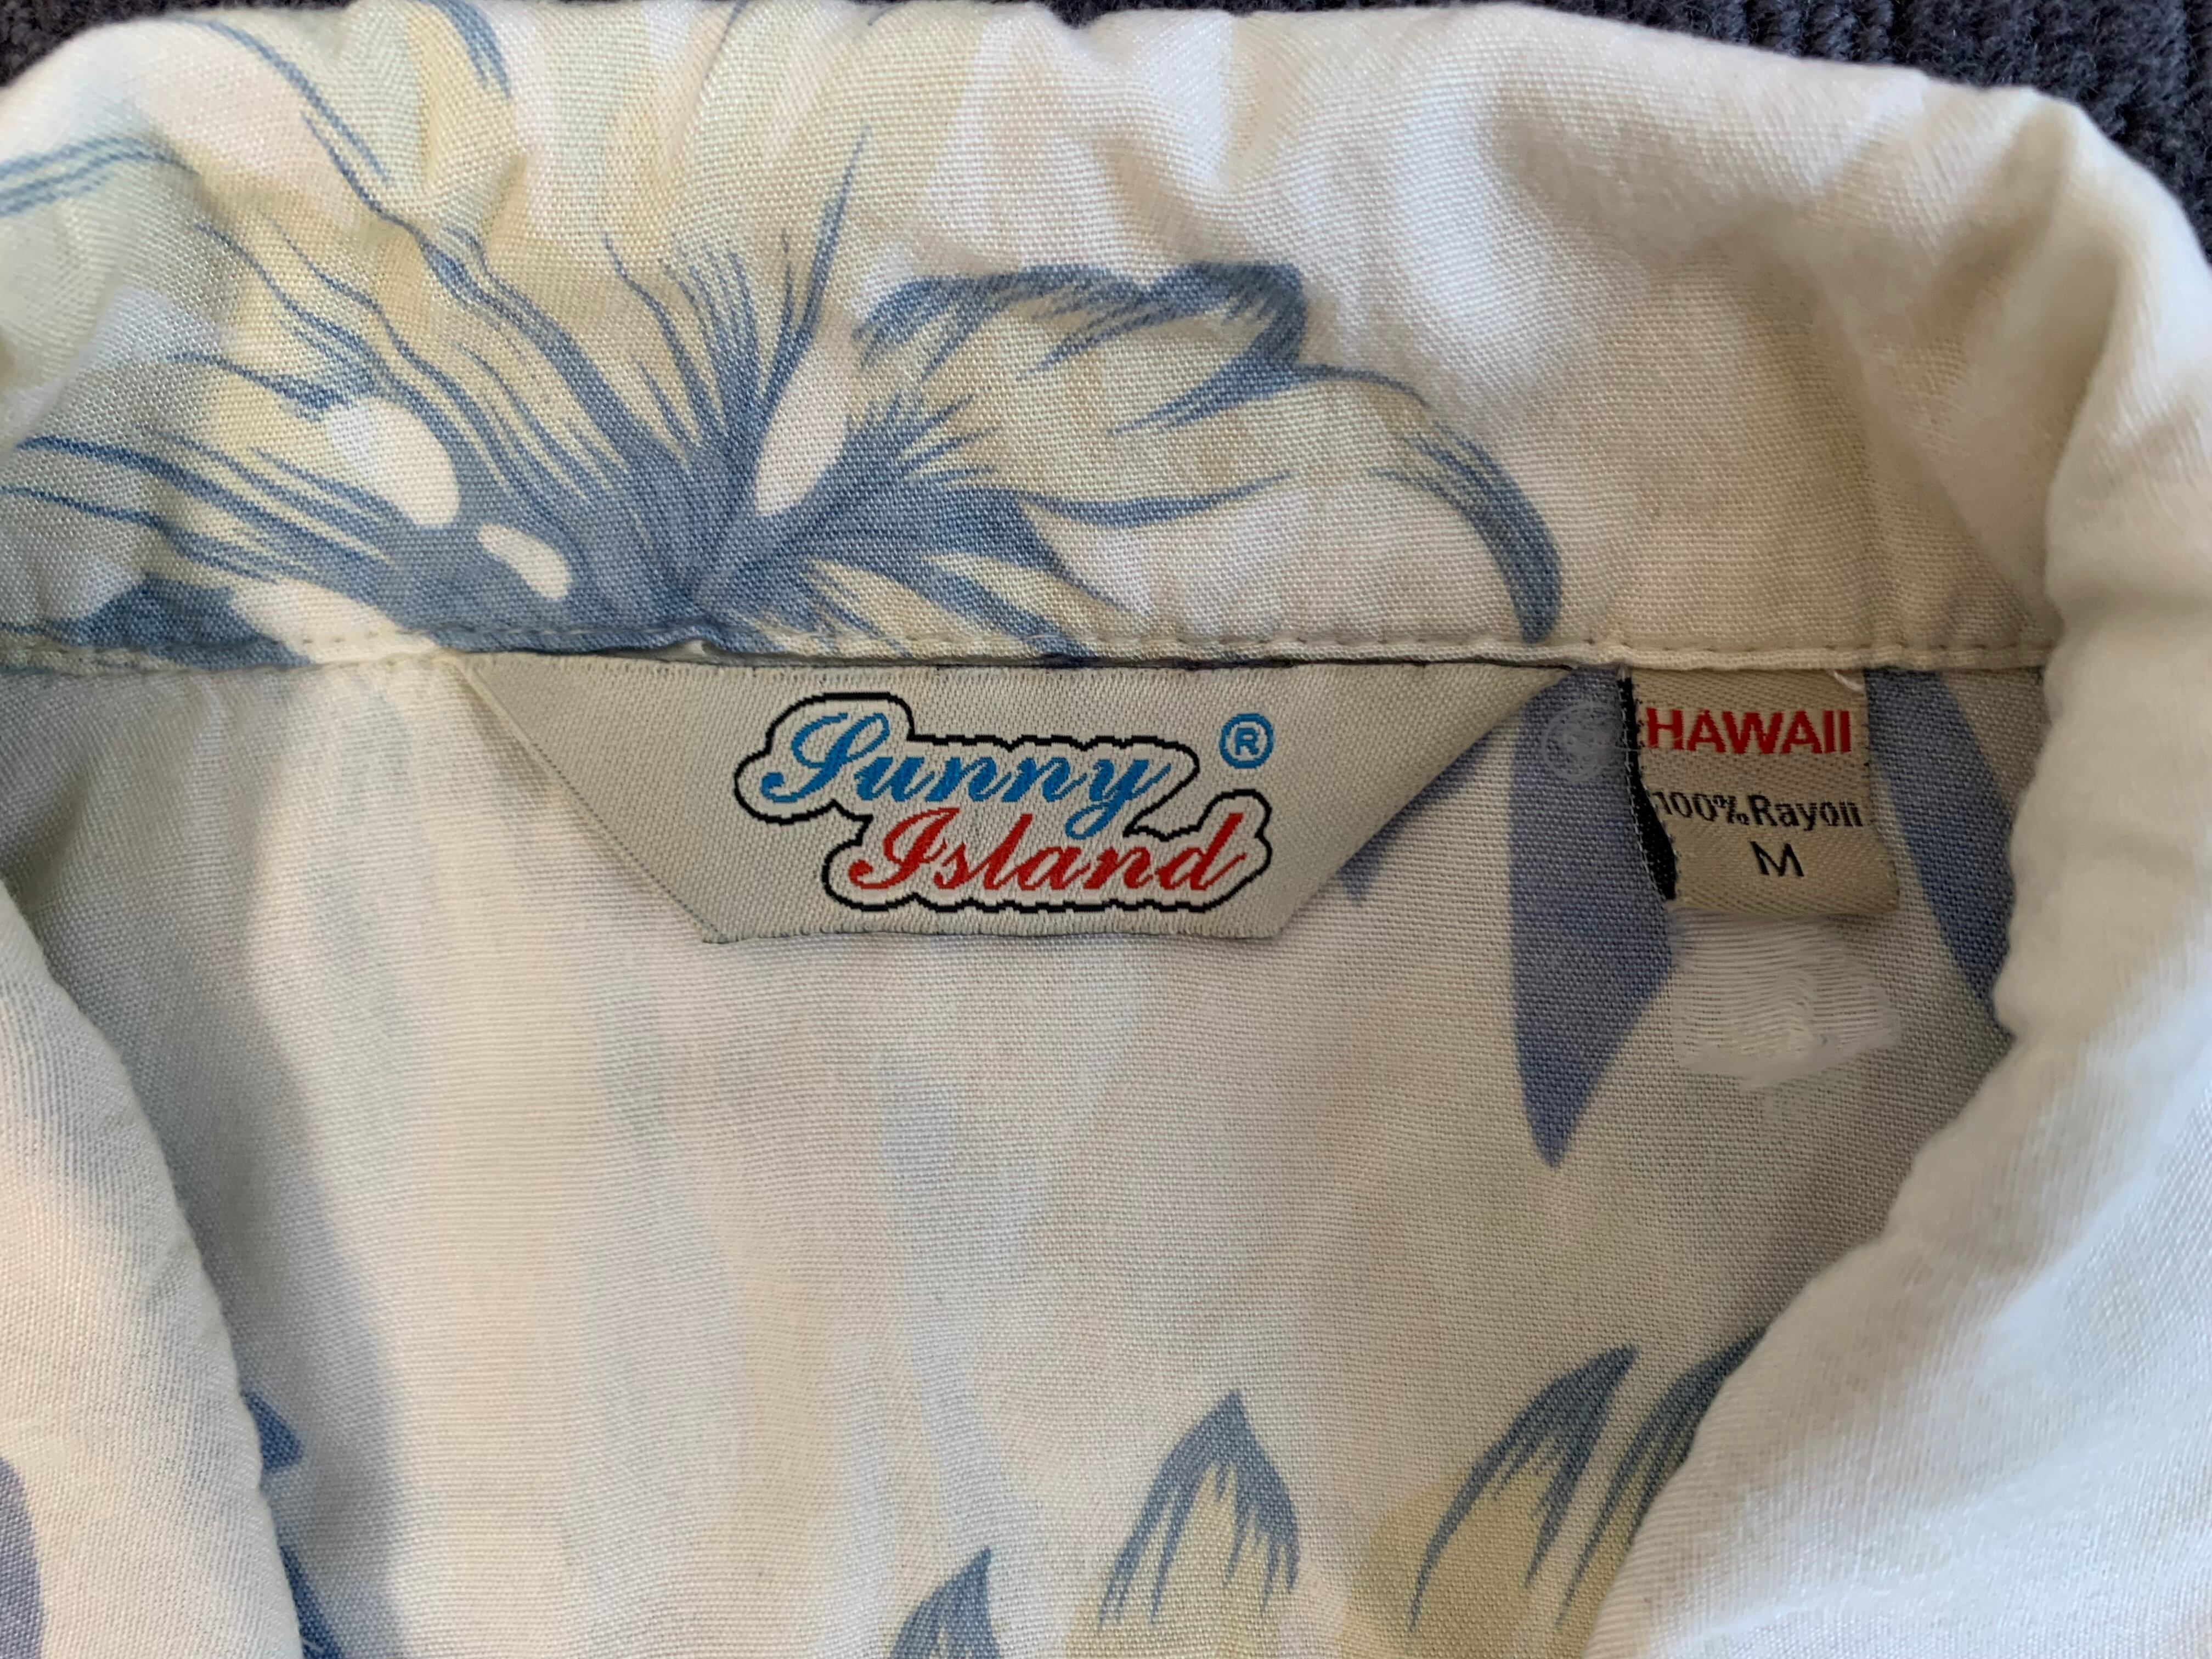 Sunny ®
Island
HAWAII
100% Rayon
M